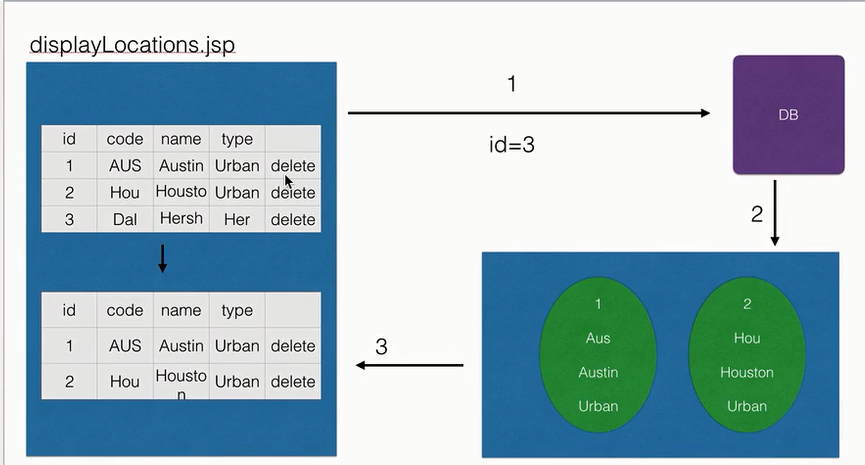 displayLocations.jsp
id code name type
1 AUS Austin Urban delete
2 Hou Housto Urban delete
3 Dal Hersh Her delete
id code name type
1 AUS Austin Urban delete
2 Hou Housto
n Urban delete
1
id=3
DB
2
3
1
Aus
Austin
Urban
2
Hou
Houston
Urban